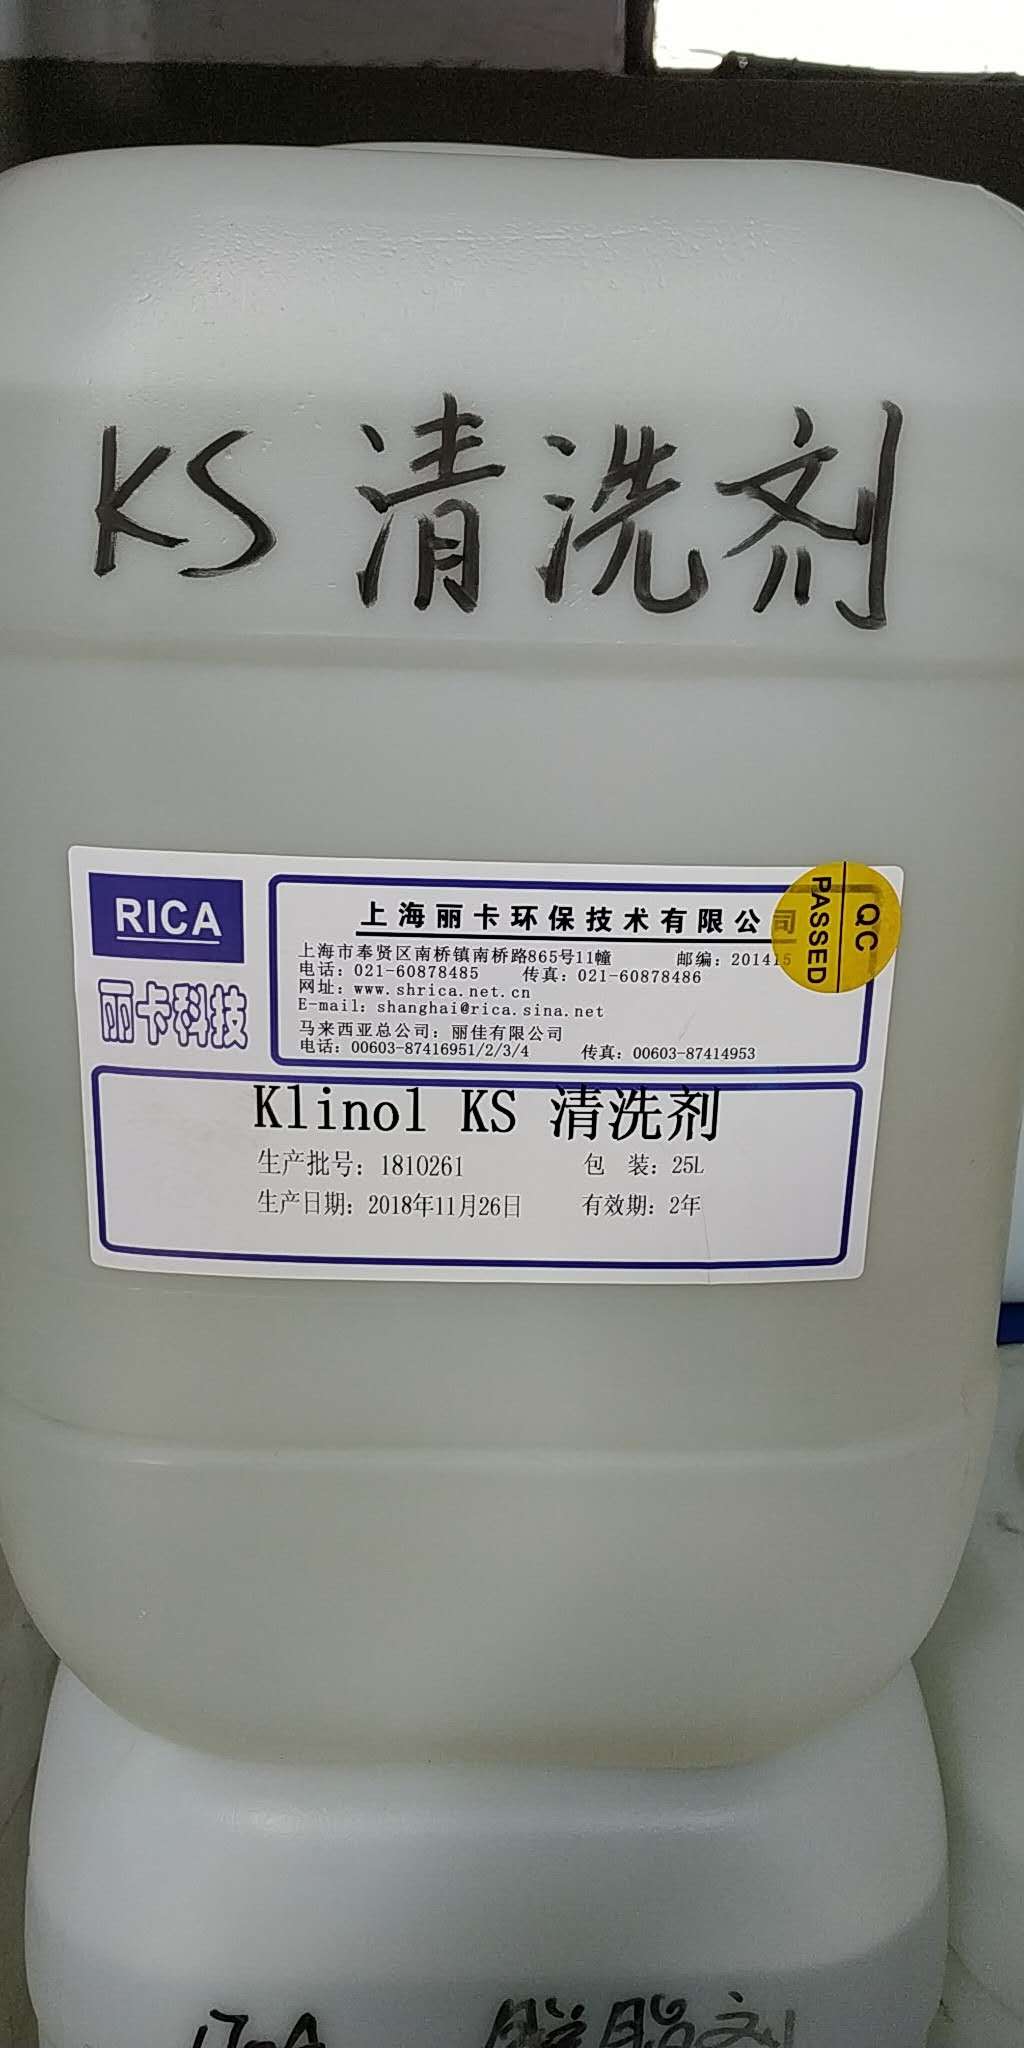 KS 清洗剂
RICA
丽卡科技
上海丽卡环保技术有限公司
上海市奉贤区南桥镇南桥路865号11幢 邮编：201415
电话：021-60878485 传真：021-60878486
网址：www.shrica.net.cn
E-mail：shanghai@rica.sina.net
马来西亚总公司：丽佳有限公司
电话：00603-87416951/2/3/4 传真：00603-87414953
QC
PASSED
Klinol KS 清洗剂
生产批号：1810261 包 装：25L
生产日期：2018年11月26日 有效期：2年
脱脂剂